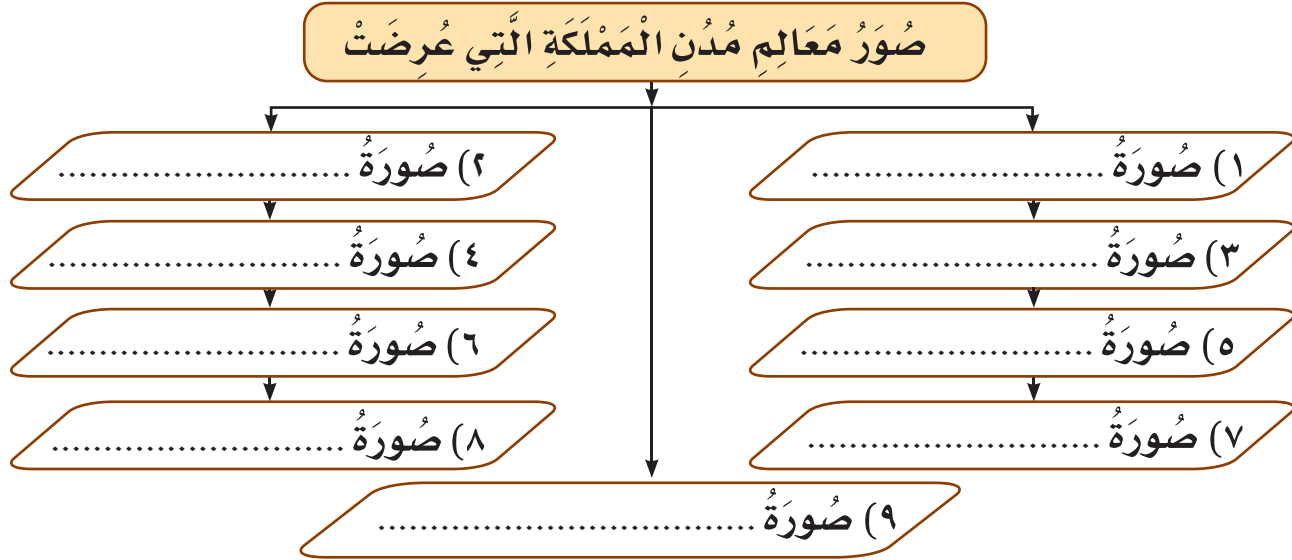 صُوَرُ مَعَالِمِ مُدُنِ الْمَمْلَكَةِ الَّتِي عُرِضَتْ
١) صُورَةُ ............................
٢) صُورَةُ ............................
٣) صُورَةُ ............................
٤) صُورَةُ ............................
٥) صُورَةُ ............................
٦) صُورَةُ ............................
٧) صُورَةُ ............................
٨) صُورَةُ ............................
٩) صُورَةُ ....................................